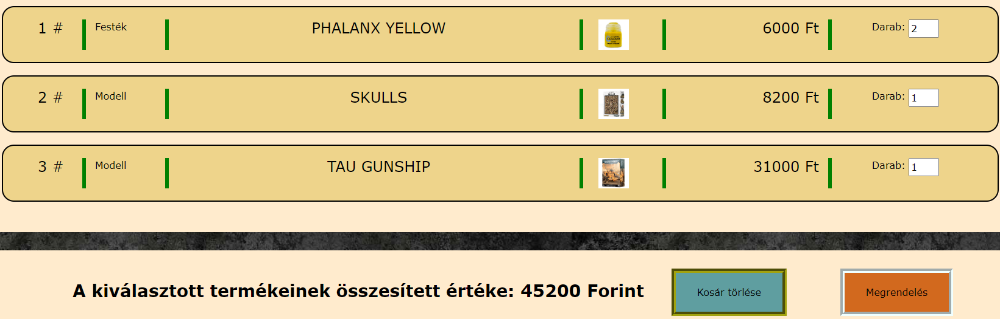 1 # Festék PHALANX YELLOW 6000 Ft Darab: 2
2 # Modell SKULLS 8200 Ft Darab: 1
3 # Modell TAU GUNSHIP 31000 Ft Darab: 1
A kiválasztott termékeinek összesített értéke: 45200 Forint Kosár törlése Megrendelés